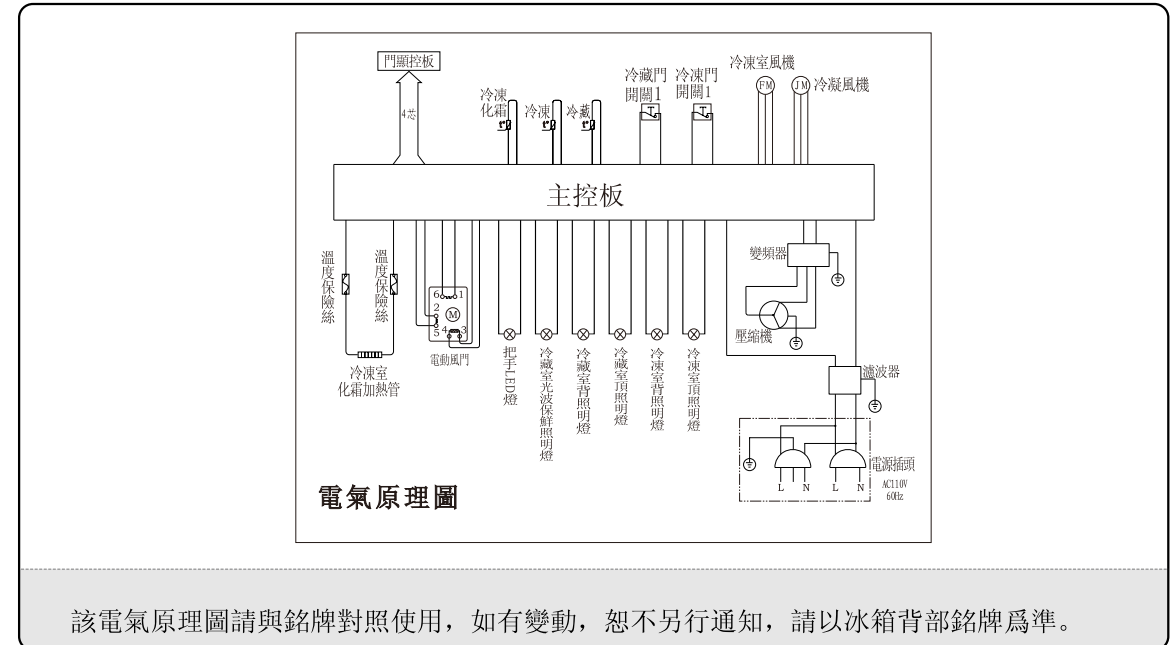 門顯控板
4芯
冷凍
化霜
冷凍
冷藏
冷藏門
開關1
冷凍門
開關1
冷凍室風機
FM
JM
冷凝風機
t°
t°
t°
主控板
溫度保險絲
溫度保險絲
冷凍室
化霜加熱管
6
1
2
M
5
4
3
電動風門
把手LED燈
冷藏室光波保鮮照明燈
冷藏室背照明燈
冷藏室頂照明燈
冷凍室背照明燈
冷凍室頂照明燈
變頻器
壓縮機
濾波器
L
N
L
N
電源插頭
AC110V
60Hz
電氣原理圖
該電氣原理圖請與銘牌對照使用，如有變動，恕不另行通知，請以冰箱背部銘牌爲準。